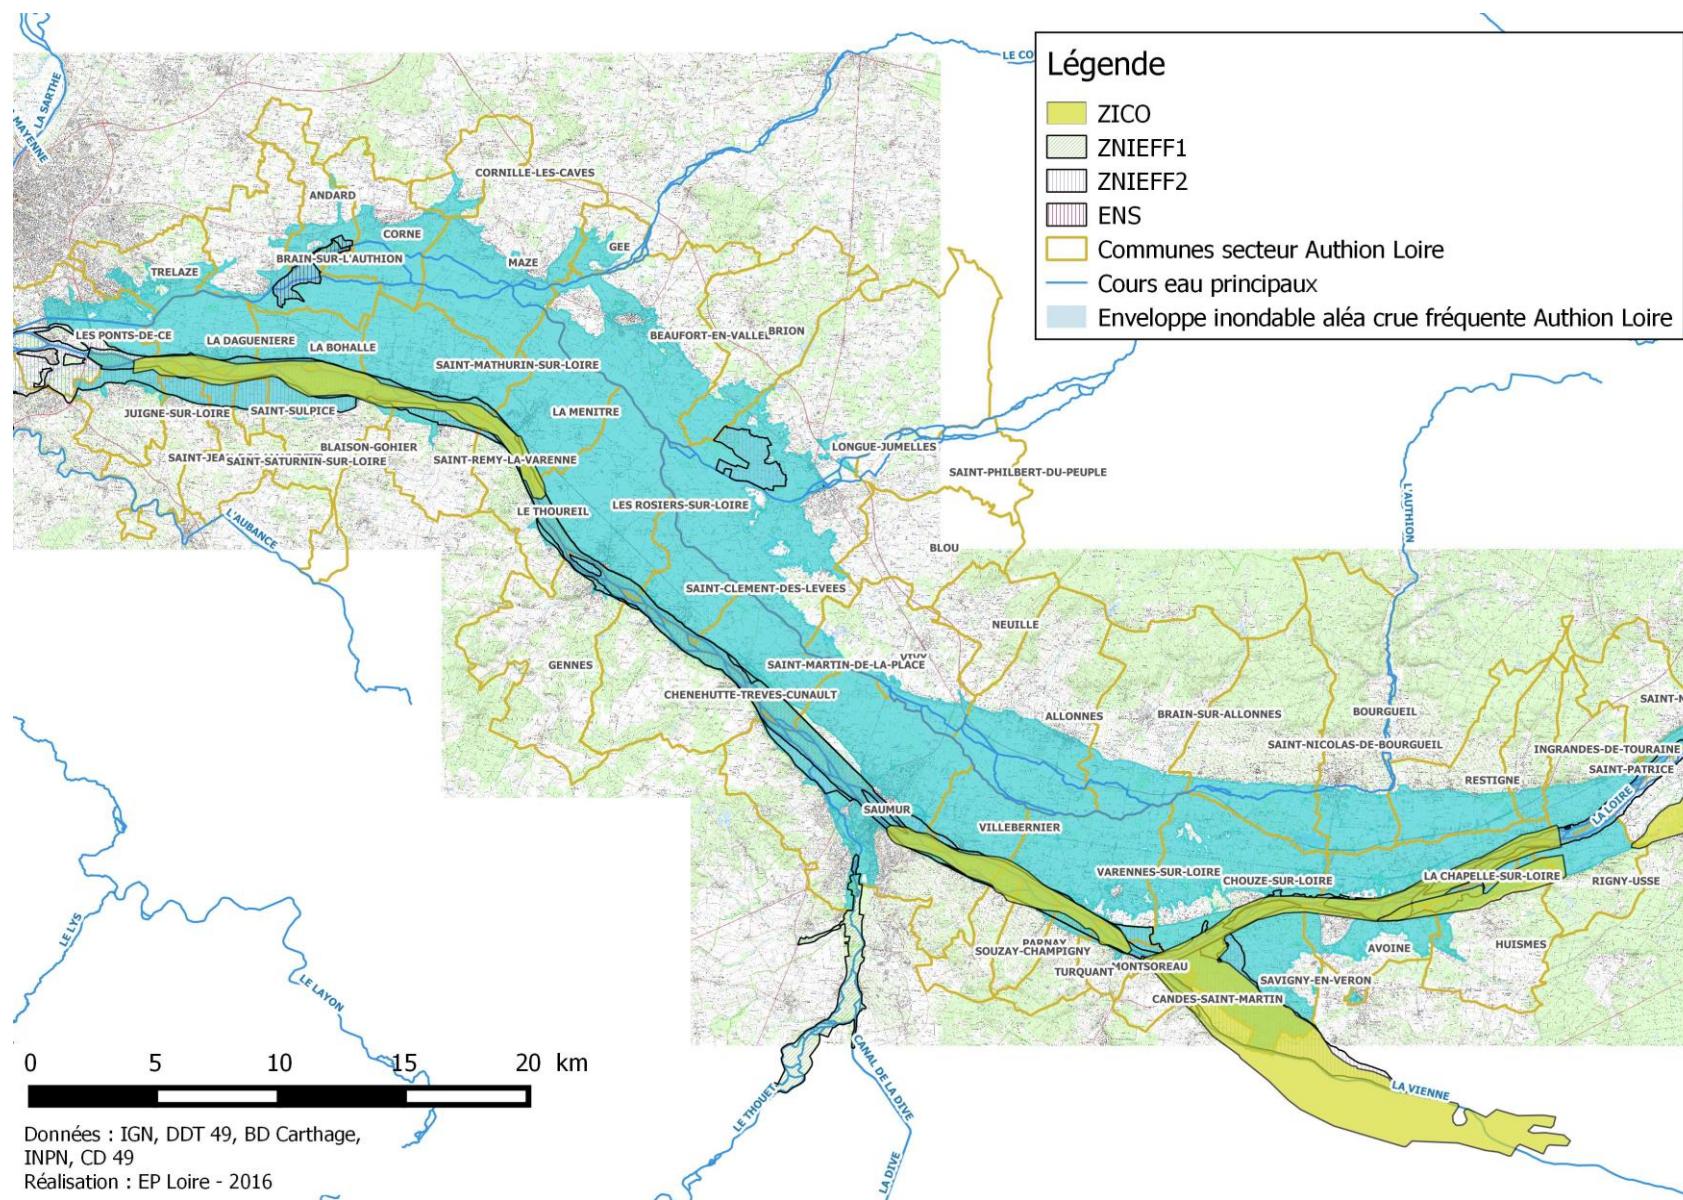 Légende
ZICO
ZNIEFF1
ZNIEFF2
ENS
Communes secteur Authion Loire
Cours eau principaux
Enveloppe inondable aléa crue fréquente Authion Loire
LE CO
LA SARTHE
MAYENNE
CORNILLE-LES-CAVES
ANDARD
CORNE
GEE
BRAIN-SUR-L'AUTHION
MAZE
TRELAZE
LES PONTS-DE-CE
LA DAGUENIERE
LA BOHALLE
BEAUFORT-EN-VALLE
BRION
SAINT-MATHURIN-SUR-LOIRE
JUIGNE-SUR-LOIRE
SAINT-SULPICE
LA MENITRE
BLAISON-GOHIER
LONGUE-JUMELLES
SAINT-JEA
SAINT-SATURNIN-SUR-LOIRE
SAINT-REMY-LA-VARENNE
SAINT-PHILBERT-DU-PEUPLE
LE THOUREIL
LES ROSIERS-SUR-LOIRE
L'AUBANCE
L'AUTHION
BLOU
SAINT-CLEMENT-DES-LEVEES
NEUILLE
GENNES
SAINT-MARTIN-DE-LA-PLACE
CHENEHUTTE-TREVES-CUNAULT
SAINT-N
ALLONNES
BRAIN-SUR-ALLONNES
BOURGUEIL
SAINT-NICOLAS-DE-BOURGUEIL
INGRANDES-DE-TOURAINE
SAINT-PATRICE
RESTIGNE
LA LOIRE
SAUMUR
VILLEBERNIER
VARENNES-SUR-LOIRE
CHOUZE-SUR-LOIRE
LA CHAPELLE-SUR-LOIRE
RIGNY-USSE
PARNAY
SOUZAY-CHAMPIGNY
AVOINE
HUISMES
TURQUANT
MONTSOREAU
SAVIGNY-EN-VERON
CANDES-SAINT-MARTIN
LE LYS
LE LAYON
LE THOUET
CANAL DE LA DIVE
LA VIENNE
LA DIVE
0 5 10 15 20 km
Données : IGN, DDT 49, BD Carthage,
INPN, CD 49
Réalisation : EP Loire - 2016